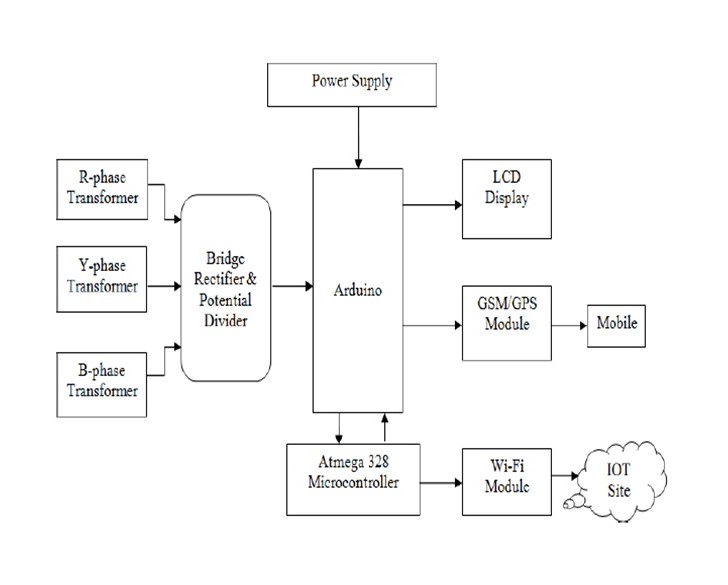 Power Supply
R-phase
Transformer
LCD
Display
Bridge
Rectifier &
Potential
Divider
Y-phase
Transformer
Arduino
GSM/GPS
Module
Mobile
B-phase
Transformer
Atmega 328
Microcontroller
Wi-Fi
Module
IOT
Site